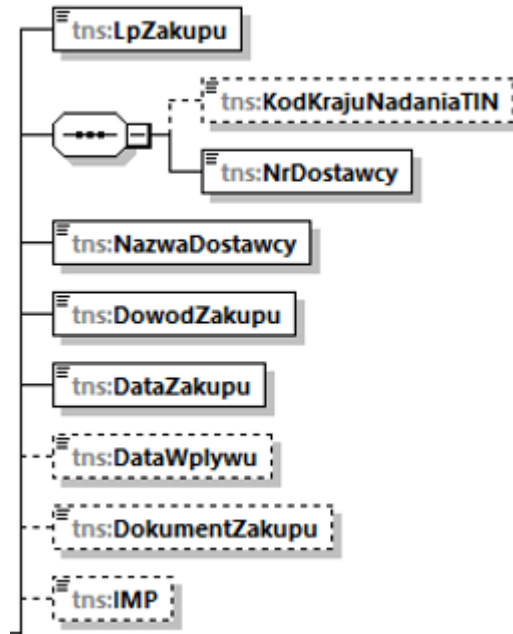 tns:LpZakupu
tns:KodKrajuNadaniaTIN
tns:NrDostawcy
tns:NazwaDostawcy
tns:DowodZakupu
tns:DataZakupu
tns:DataWplywu
tns:DokumentZakupu
tns:IMP